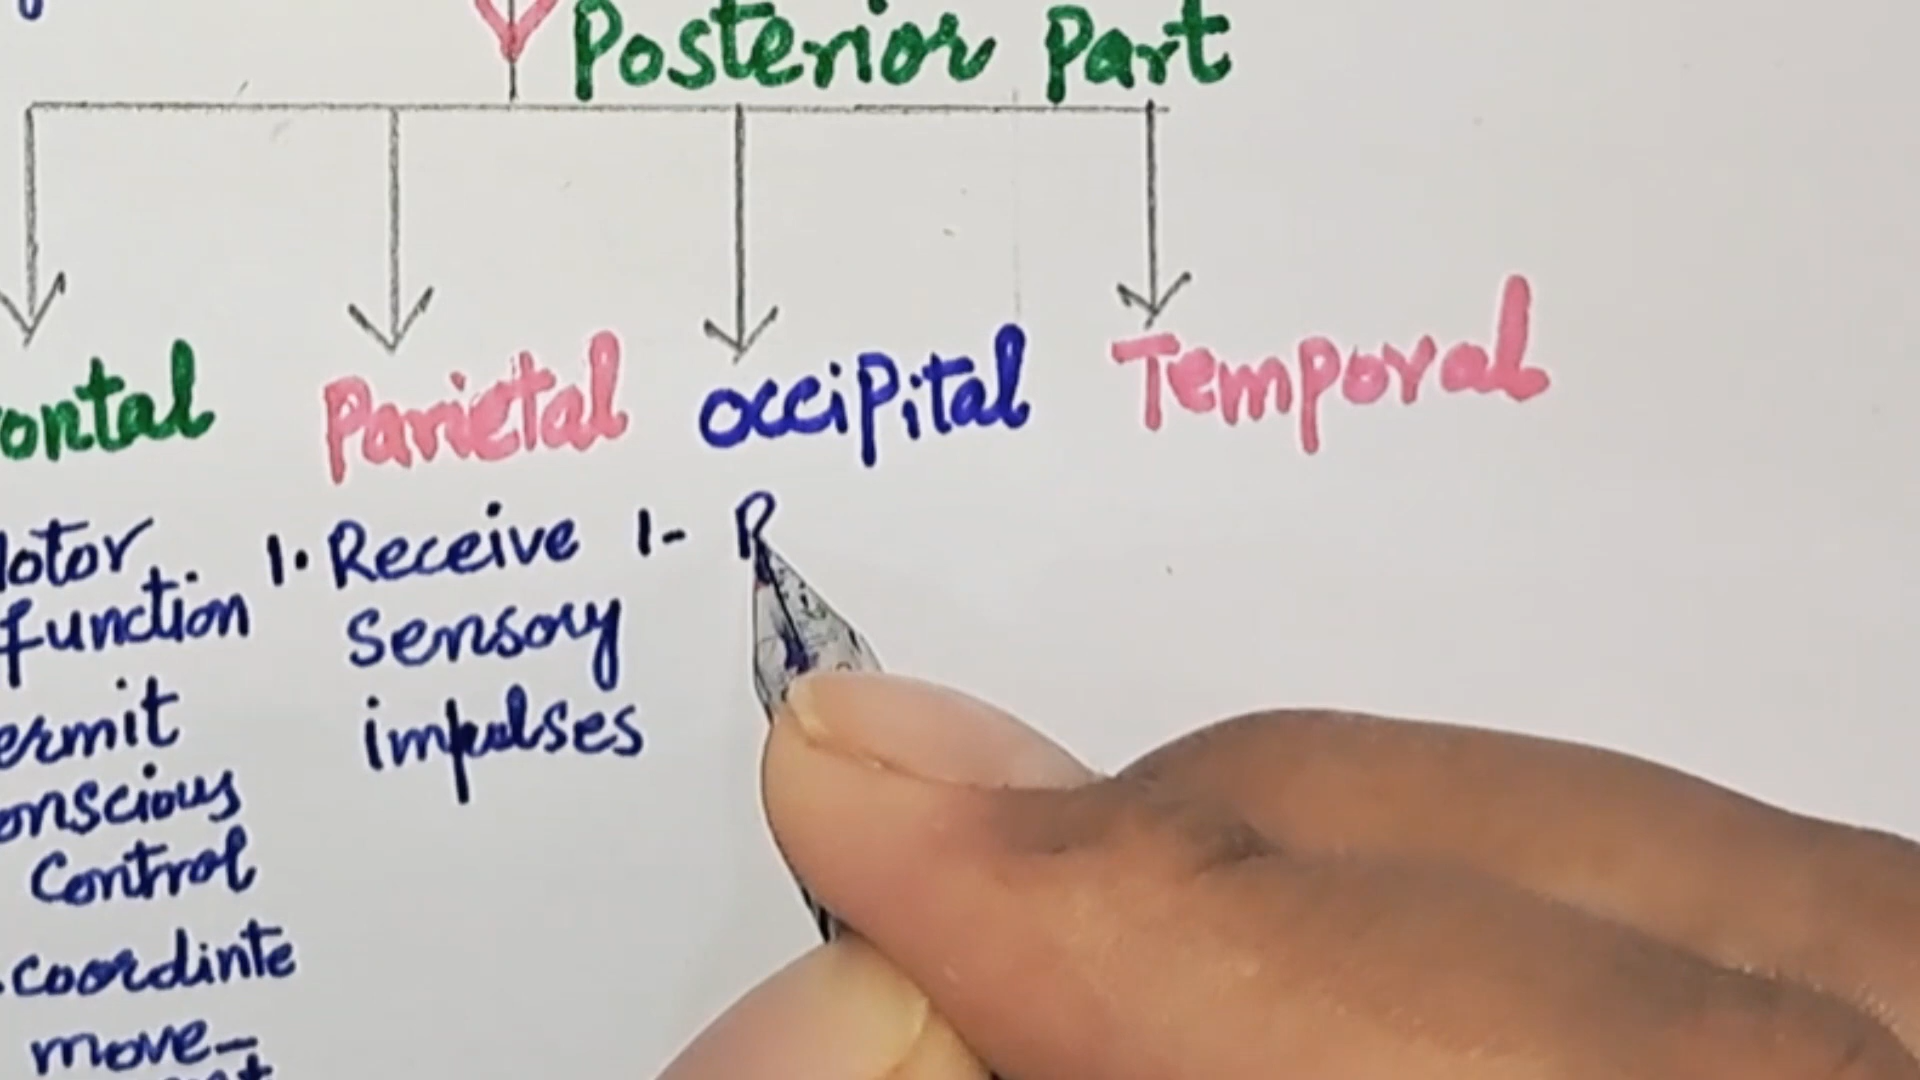 Posterior Part
ontal
Parietal
occipital
Temporal
otor
function
ermit
onscious
Control
coordinte
move-
1. Receive
Sensory
impulses
1- R